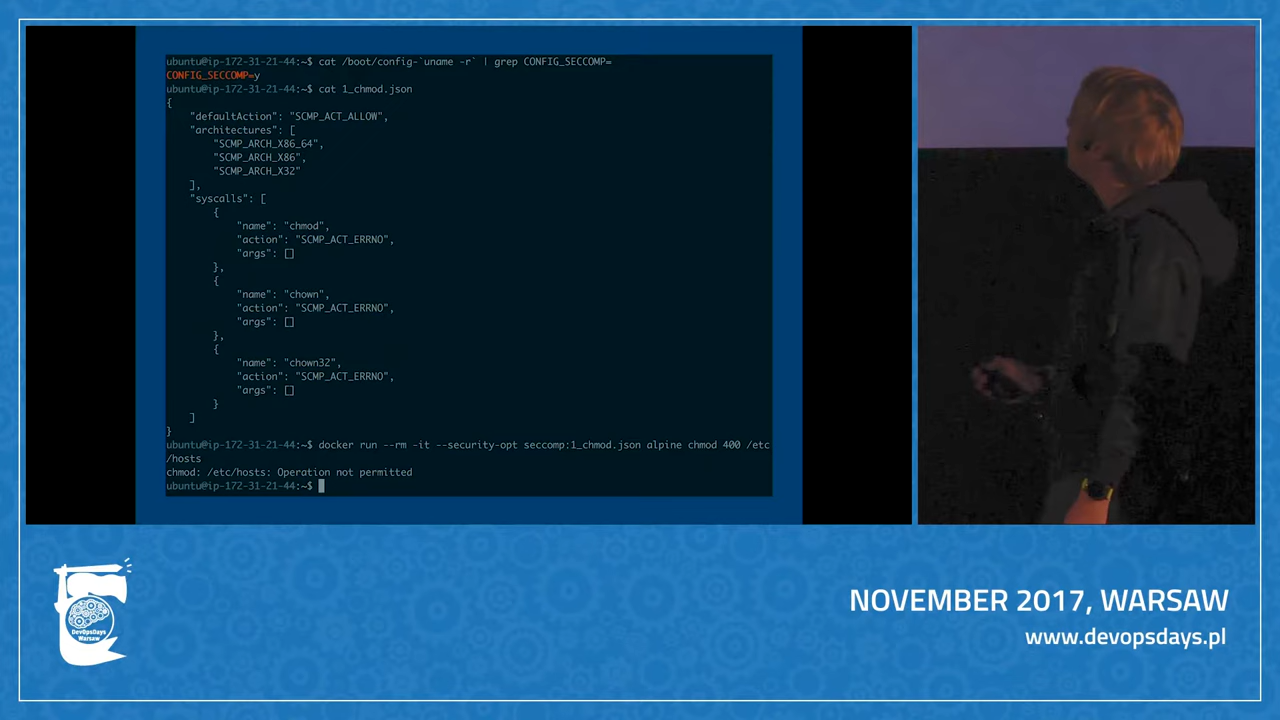 ubuntu@ip-172-31-21-44:~$ cat /boot/config-`uname -r` | grep CONFIG_SECCOMP=
CONFIG_SECCOMP=y
ubuntu@ip-172-31-21-44:~$ cat 1_chmod.json
{
    "defaultAction": "SCMP_ACT_ALLOW",
    "architectures": [
        "SCMP_ARCH_X86_64",
        "SCMP_ARCH_X86",
        "SCMP_ARCH_X32"
    ],
    "syscalls": [
        {
            "name": "chmod",
            "action": "SCMP_ACT_ERRNO",
            "args": []
        },
        {
            "name": "chown",
            "action": "SCMP_ACT_ERRNO",
            "args": []
        },
        {
            "name": "chown32",
            "action": "SCMP_ACT_ERRNO",
            "args": []
        }
    ]
}
ubuntu@ip-172-31-21-44:~$ docker run --rm -it --security-opt seccomp:1_chmod.json alpine chmod 400 /etc
/hosts
chmod: /etc/hosts: Operation not permitted
ubuntu@ip-172-31-21-44:~$
DevOpsDays
Warsaw
NOVEMBER 2017, WARSAW
www.devopsdays.pl